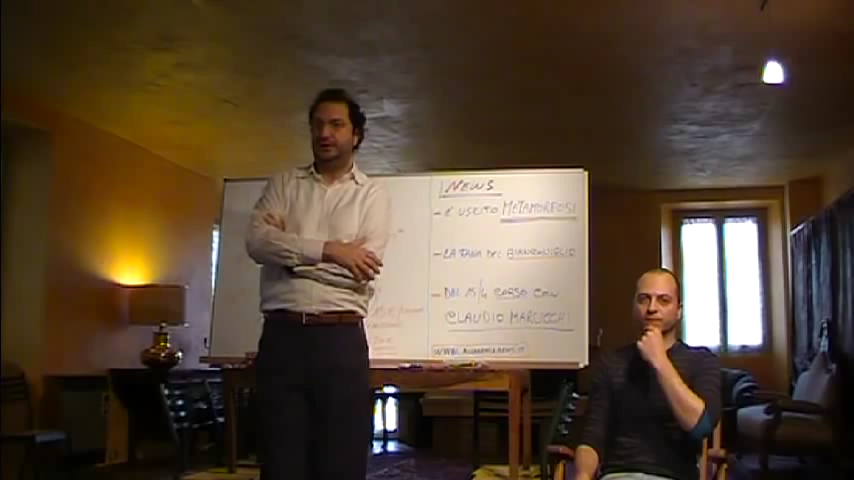 NEWS
- È USCITO METAMORFOSI
- LA TANA DEL BIANCONIGLIO
- DAL 15/4 CORSO CON
CLAUDIO MARUCCHI